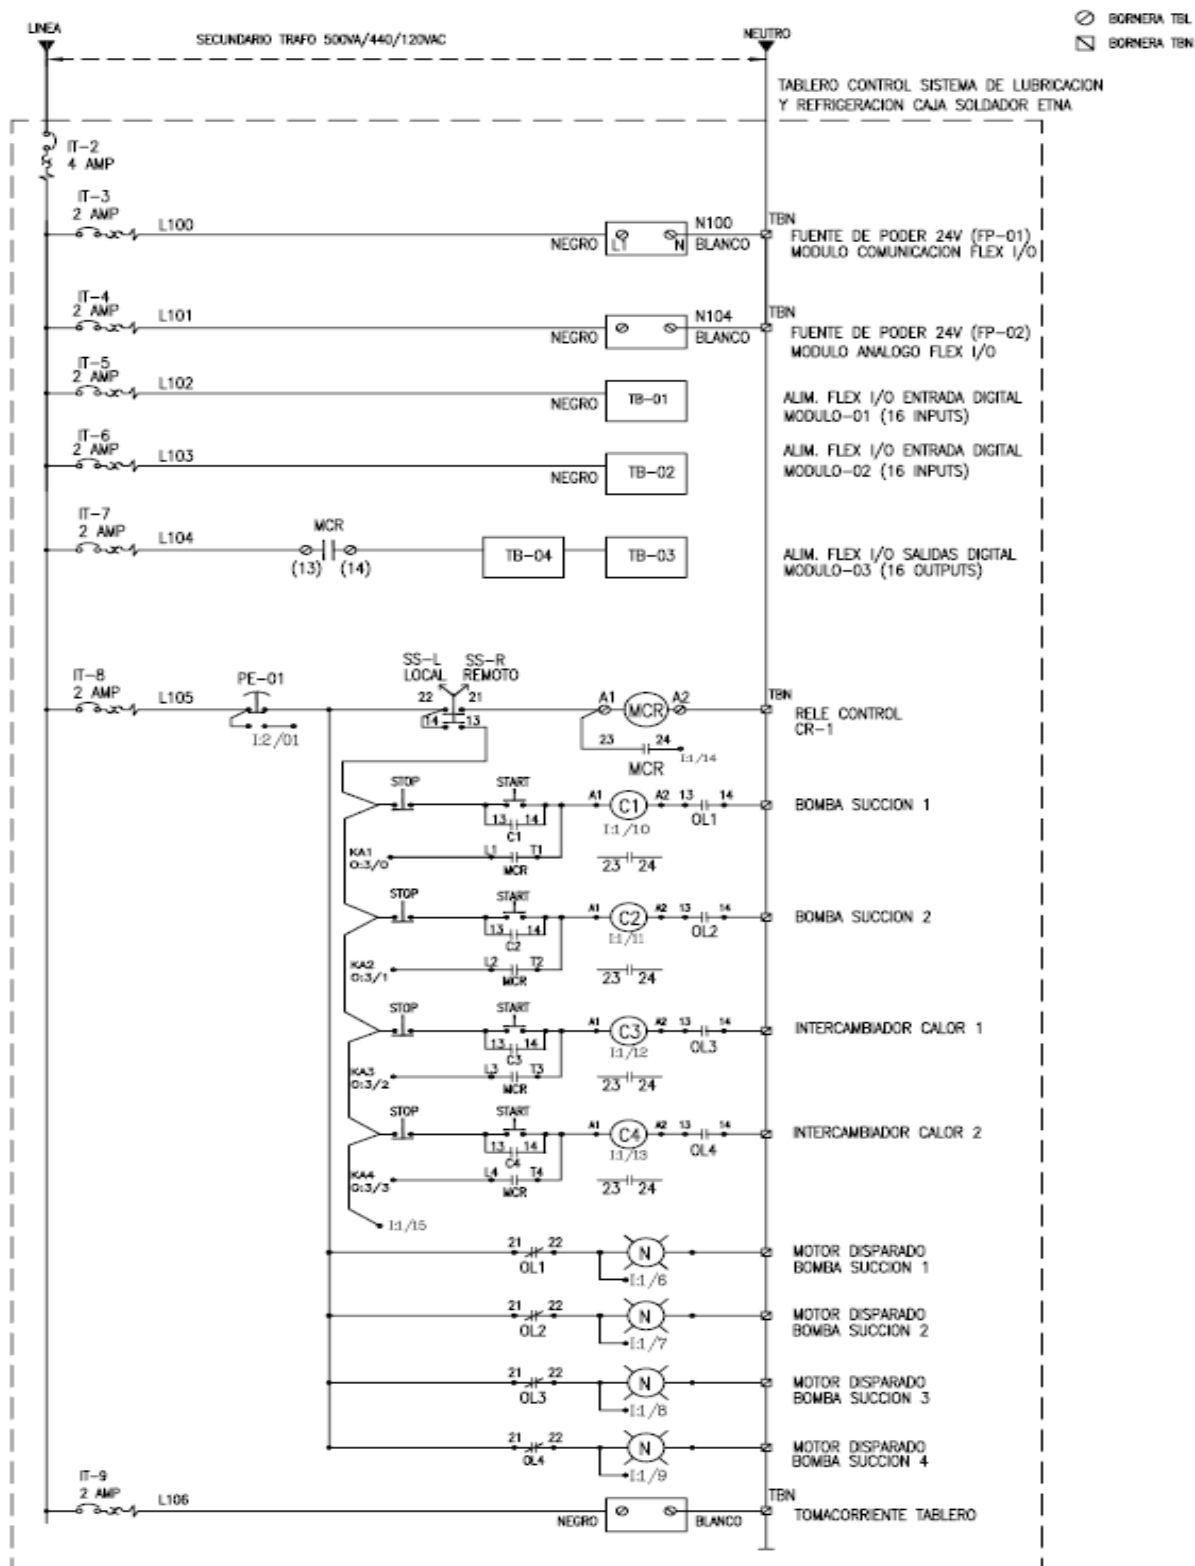 LINEA
SECUNDARIO TRAFO 500VA/440/120VAC
NEUTRO
BORNERA TBL
BORNERA TBN
TABLERO CONTROL SISTEMA DE LUBRICACION
Y REFRIGERACION CAJA SOLDADOR ETNA
IT-2
4 AMP
IT-3
2 AMP
L100
NEGRO
L1
N
N100
BLANCO
TBN
FUENTE DE PODER 24V (FP-01)
MODULO COMUNICACION FLEX I/O
IT-4
2 AMP
L101
NEGRO
N104
BLANCO
TBN
FUENTE DE PODER 24V (FP-02)
MODULO ANALOGO FLEX I/O
IT-5
2 AMP
L102
NEGRO
TB-01
ALIM. FLEX I/O ENTRADA DIGITAL
MODULO-01 (16 INPUTS)
IT-6
2 AMP
L103
NEGRO
TB-02
ALIM. FLEX I/O ENTRADA DIGITAL
MODULO-02 (16 INPUTS)
IT-7
2 AMP
L104
MCR
(13) (14)
TB-04
TB-03
ALIM. FLEX I/O SALIDAS DIGITAL
MODULO-03 (16 OUTPUTS)
IT-8
2 AMP
L105
PE-01
I:2/01
SS-L SS-R
LOCAL REMOTO
22 21
14 13
A1 MCR A2
23 24
I:1/14
MCR
TBN
RELE CONTROL
CR-1
STOP START
A1 C1 A2 13 14
13 14
C1
I:1/10
OL1
BOMBA SUCCION 1
KA1
O:3/0
L1 T1
MCR
23 24
STOP START
A1 C2 A2 13 14
13 14
C2
I:1/11
OL2
BOMBA SUCCION 2
KA2
O:3/1
L2 T2
MCR
23 24
STOP START
A1 C3 A2 13 14
13 14
C3
I:1/12
OL3
INTERCAMBIADOR CALOR 1
KA3
O:3/2
L3 T3
MCR
23 24
STOP START
A1 C4 A2 13 14
13 14
C4
I:1/13
OL4
INTERCAMBIADOR CALOR 2
KA4
O:3/3
L4 T4
MCR
23 24
I:1/15
21 22
OL1
N
I:1/6
MOTOR DISPARADO
BOMBA SUCCION 1
21 22
OL2
N
I:1/7
MOTOR DISPARADO
BOMBA SUCCION 2
21 22
OL3
N
I:1/8
MOTOR DISPARADO
BOMBA SUCCION 3
21 22
OL4
N
I:1/9
MOTOR DISPARADO
BOMBA SUCCION 4
IT-9
2 AMP
L106
NEGRO
BLANCO
TBN
TOMACORRIENTE TABLERO